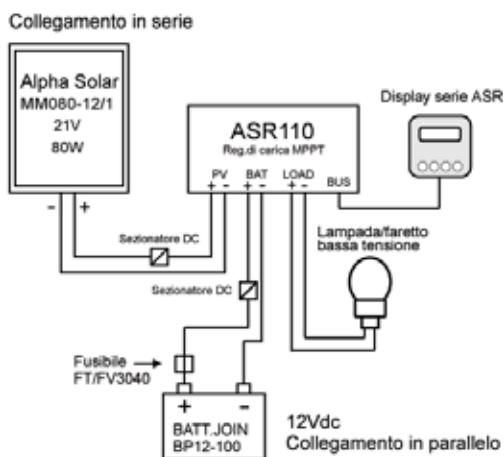 Collegamento in serie
Alpha Solar
MM080-12/1
21V
80W
ASR110
Reg.di carica MPPT
PV BAT LOAD
+ - + - + -
BUS
Display serie ASR
- +
Sezionatore DC
Lampada/faretto
bassa tensione
Sezionatore DC
Fusibile
FT/FV3040
+ -
BATT.JOIN
BP12-100
12Vdc
Collegamento in parallelo